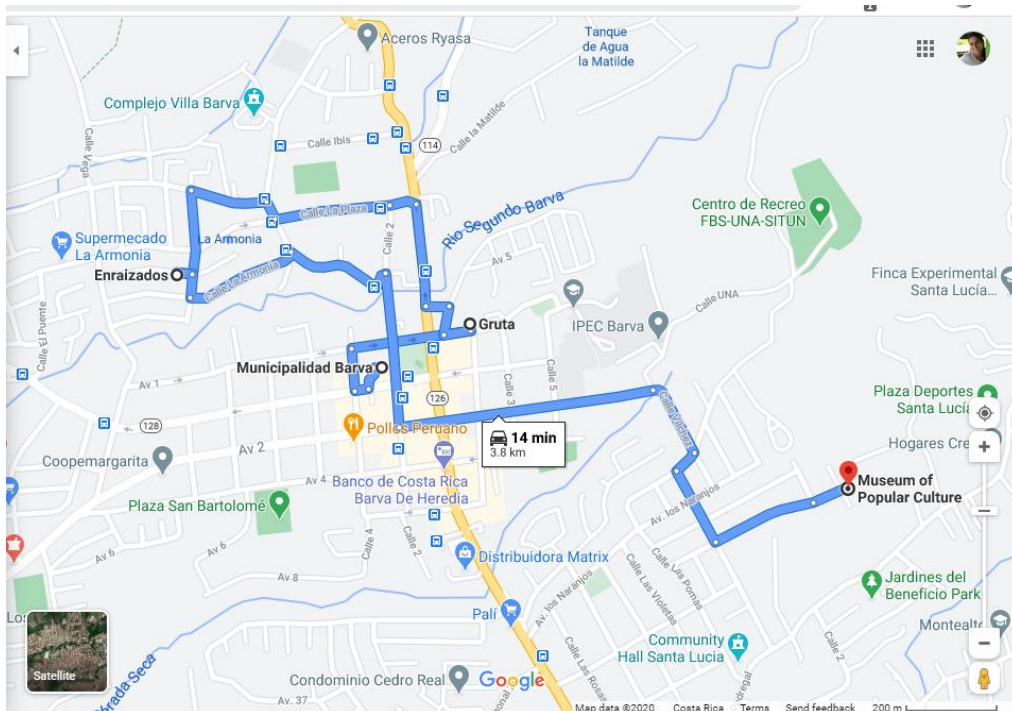 Aceros Ryasa
Tanque
de Agua
la Matilde
Complejo Villa Barva
Calle Ibis
114
Calle la Matilde
Calle Vega
Calle La Plaza
Calle 2
Rio Segundo Barva
Centro de Recreo
FBS-UNA-SITUN
Supermecado
La Armonia
La Armonia
Av 5
Enraizados
Calle La Armonia
Finca Experimental
Santa Lucía...
Calle UNA
Calle El Puente
Gruta
IPEC Barva
Municipalidad Barva
Av 1
Calle 3
Calle 5
Plaza Deportes
Santa Lucía
126
128
Pollos Peruano
14 min
3.8 km
Av 2
Hogares Cre
Coopemargarita
Banco de Costa Rica
Barva De Heredia
Museum of
Popular Culture
Plaza San Bartolomé
Av 4
Av. los Naranjos
Av 6
Av 6
Calle 4
Calle 2
Av 8
Distribuidora Matrix
Calle Las Pomas
Calle Las Violetas
Av. los Naranjos
Jardines del
Beneficio Park
Los
Palí
Montealto
Community
Hall Santa Lucia
Calle 2
Calle Las Rosas
Satellite
Condominio Cedro Real
Google
Av. 37
Map data ©2020 Costa Rica Terms Send feedback 200 m